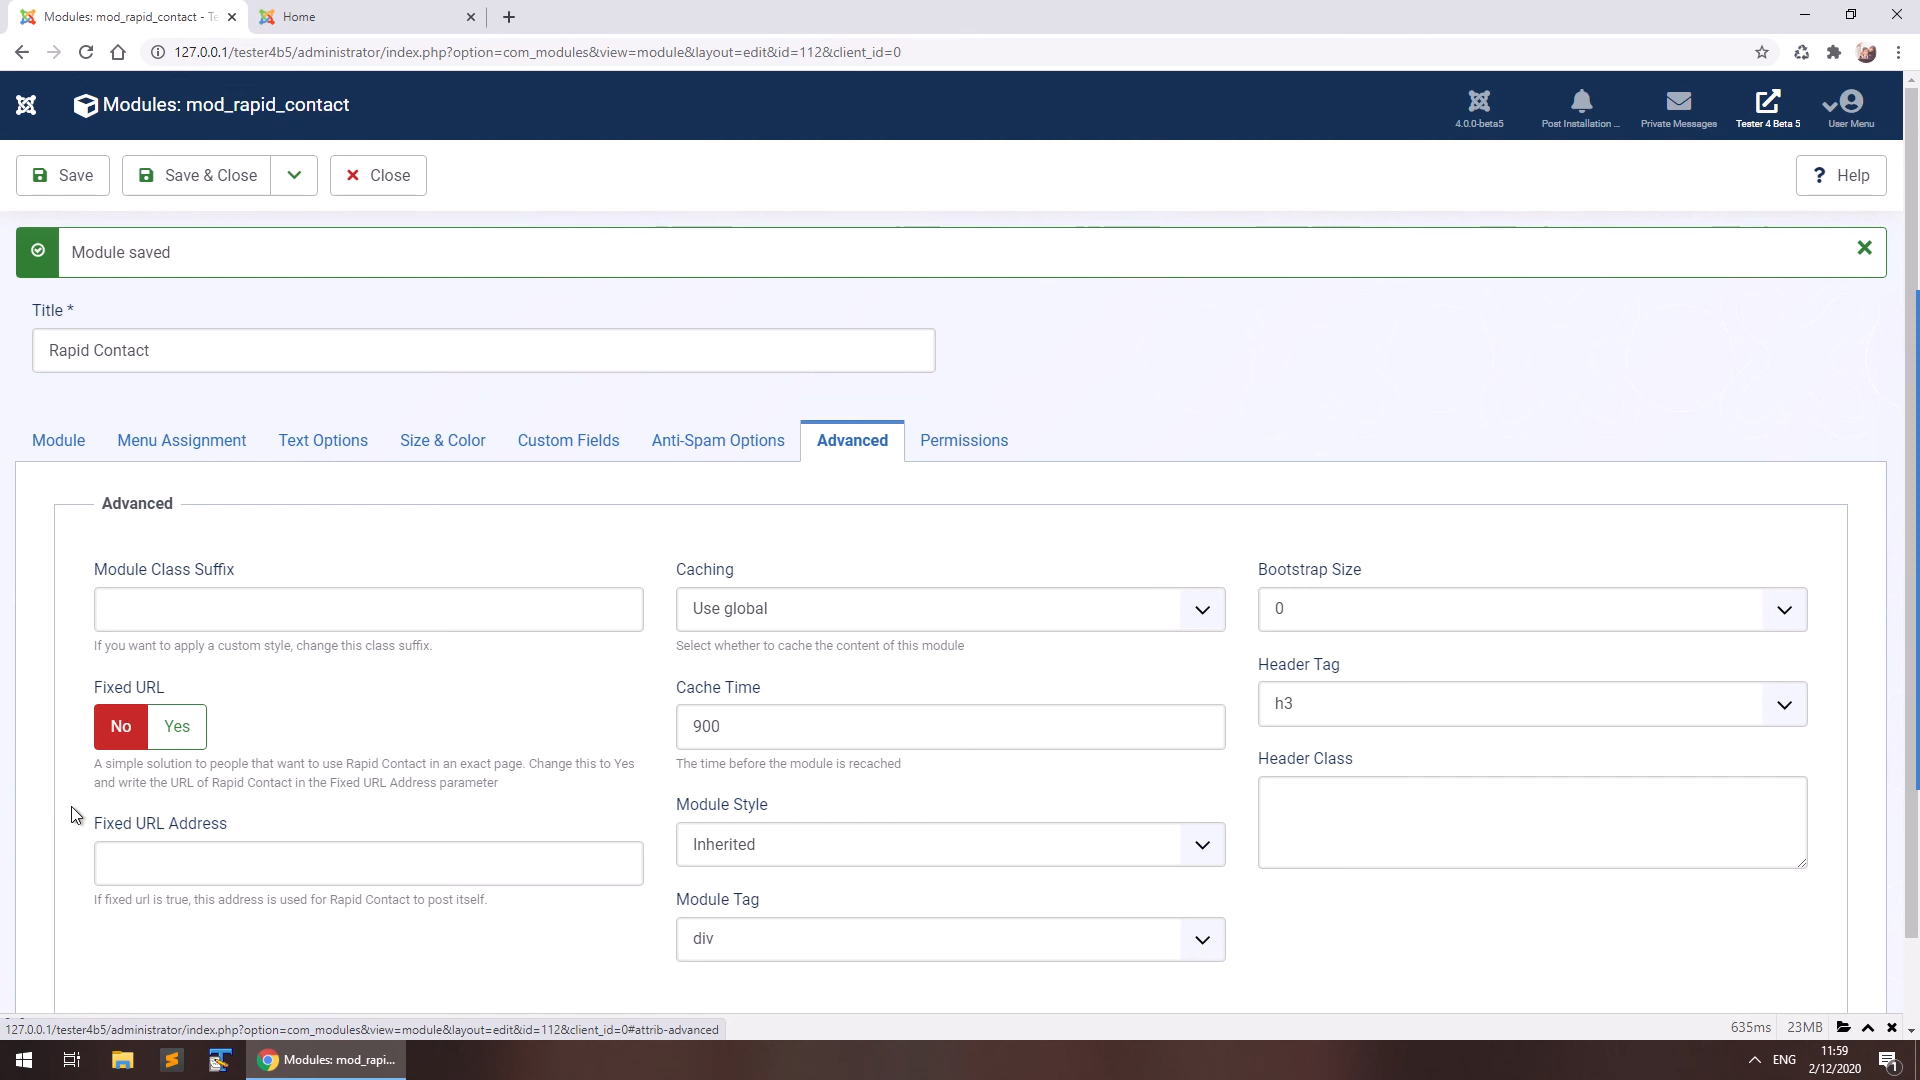 Modules: mod_rapid_contact - Te
Home
127.0.0.1/tester4b5/administrator/index.php?option=com_modules&view=module&layout=edit&id=112&client_id=0
Modules: mod_rapid_contact
4.0.0-beta5
Post Installation ...
Private Messages
Tester 4 Beta 5
User Menu
Save
Save & Close
Close
? Help
Module saved
Title *
Rapid Contact
Module
Menu Assignment
Text Options
Size & Color
Custom Fields
Anti-Spam Options
Advanced
Permissions
Advanced
Module Class Suffix
If you want to apply a custom style, change this class suffix.
Fixed URL
No
Yes
A simple solution to people that want to use Rapid Contact in an exact page. Change this to Yes
and write the URL of Rapid Contact in the Fixed URL Address parameter
Fixed URL Address
If fixed url is true, this address is used for Rapid Contact to post itself.
Caching
Use global
Select whether to cache the content of this module
Cache Time
900
The time before the module is recached
Module Style
Inherited
Module Tag
div
Bootstrap Size
0
Header Tag
h3
Header Class
127.0.0.1/tester4b5/administrator/index.php?option=com_modules&view=module&layout=edit&id=112&client_id=0#attrib-advanced
635ms
23MB
Modules: mod_rapi...
ENG
11:59
2/12/2020
1